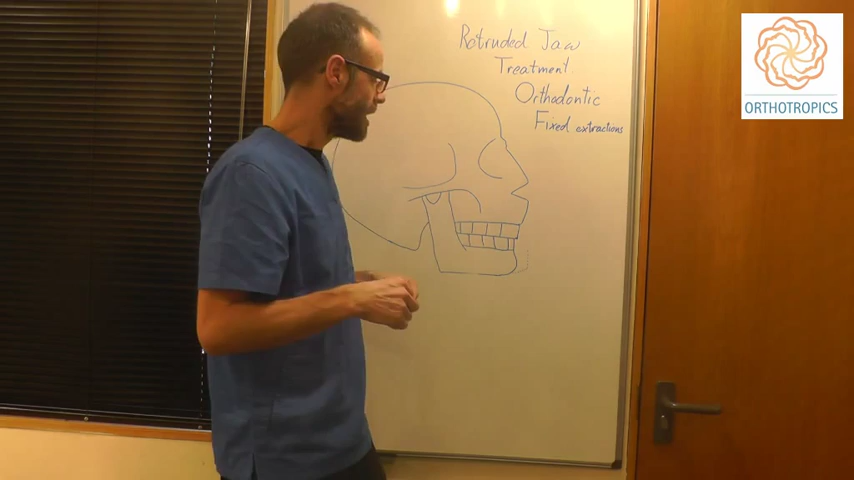 Retruded Jaw
Treatment
Orthodontic
Fixed extractions
ORTHOTROPICS